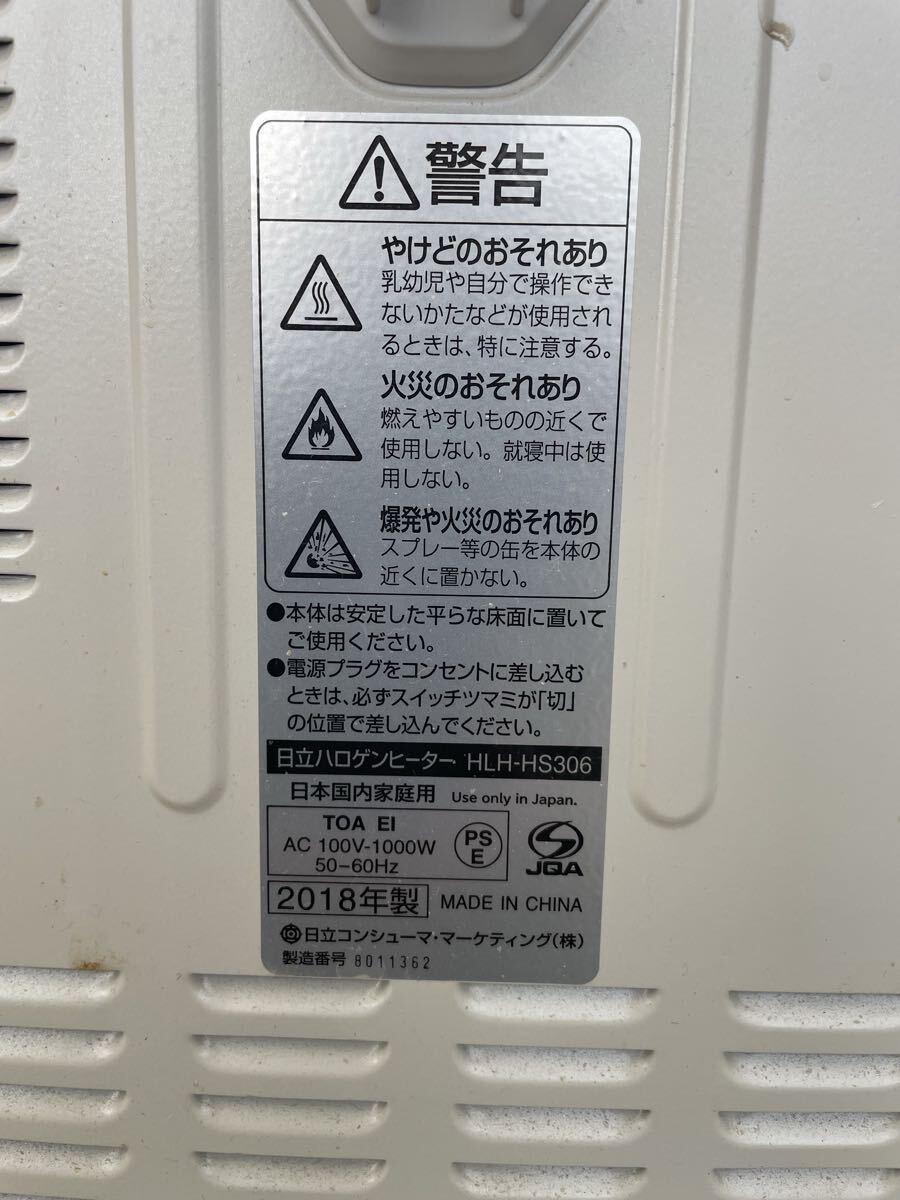 警告
やけどのおそれあり
乳幼児や自分で操作でき
ないかたなどが使用され
るときは、特に注意する。
火災のおそれあり
燃えやすいものの近くで
使用しない。就寝中は使
用しない。
爆発や火災のおそれあり
スプレー等の缶を本体の
近くに置かない。
●本体は安定した平らな床面に置いて
ご使用ください。
●電源プラグをコンセントに差し込む
ときは、必ずスイッチツマミが「切」
の位置で差し込んでください。
日立ハロゲンヒーター HLH-HS306
日本国内家庭用 Use only in Japan.
TOA EI
AC 100V-1000W
50-60Hz
PS
E
JQA
2018年製 MADE IN CHINA
日立コンシューマ・マーケティング(株)
製造番号 8011362